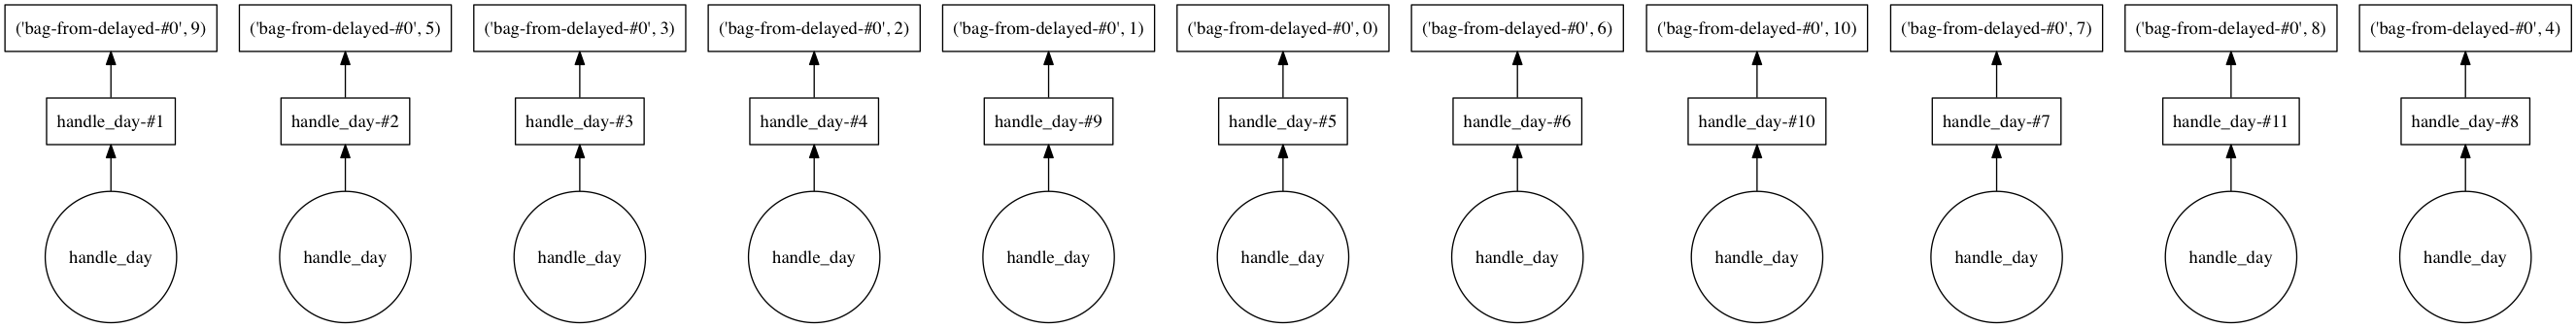 ('bag-from-delayed-#0', 9) ('bag-from-delayed-#0', 5) ('bag-from-delayed-#0', 3) ('bag-from-delayed-#0', 2) ('bag-from-delayed-#0', 1) ('bag-from-delayed-#0', 0) ('bag-from-delayed-#0', 6) ('bag-from-delayed-#0', 10) ('bag-from-delayed-#0', 7) ('bag-from-delayed-#0', 8) ('bag-from-delayed-#0', 4)
handle_day-#1 handle_day-#2 handle_day-#3 handle_day-#4 handle_day-#9 handle_day-#5 handle_day-#6 handle_day-#10 handle_day-#7 handle_day-#11 handle_day-#8
handle_day handle_day handle_day handle_day handle_day handle_day handle_day handle_day handle_day handle_day handle_day